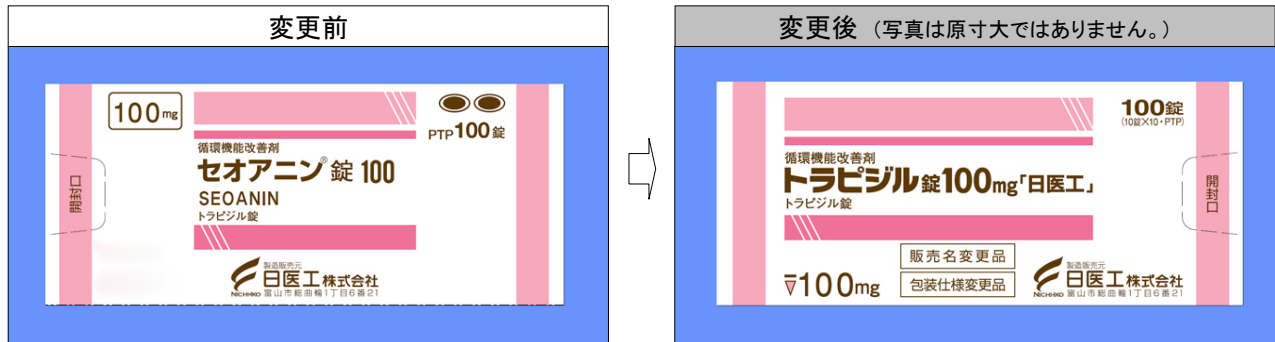 変更前
100mg
PTP100錠
循環機能改善剤
セオアニン®錠100
SEOANIN
トラピジル錠
開封口
製造販売元
日医工株式会社
NICHI-IKO 富山市総曲輪1丁目6番21
変更後（写真は原寸大ではありません。）
100錠
(10錠×10・PTP)
循環機能改善剤
トラピジル錠100mg「日医工」
トラピジル錠
開封口
販売名変更品
包装仕様変更品
100mg
製造販売元
日医工株式会社
NICHI-IKO 富山市総曲輪1丁目6番21